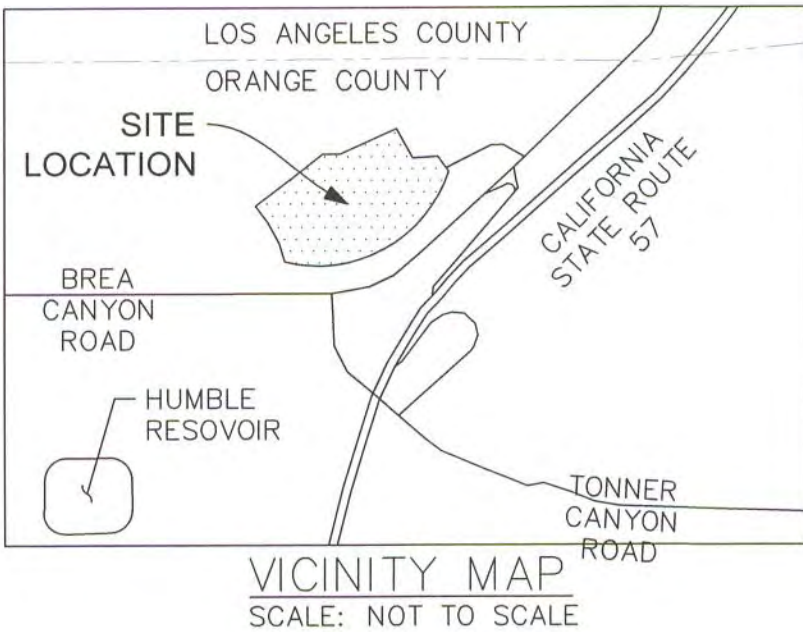 LOS ANGELES COUNTY
ORANGE COUNTY
SITE
LOCATION
CALIFORNIA
STATE ROUTE
57
BREA
CANYON
ROAD
HUMBLE
RESOVOIR
TONNER
CANYON
ROAD
VICINITY MAP
SCALE: NOT TO SCALE